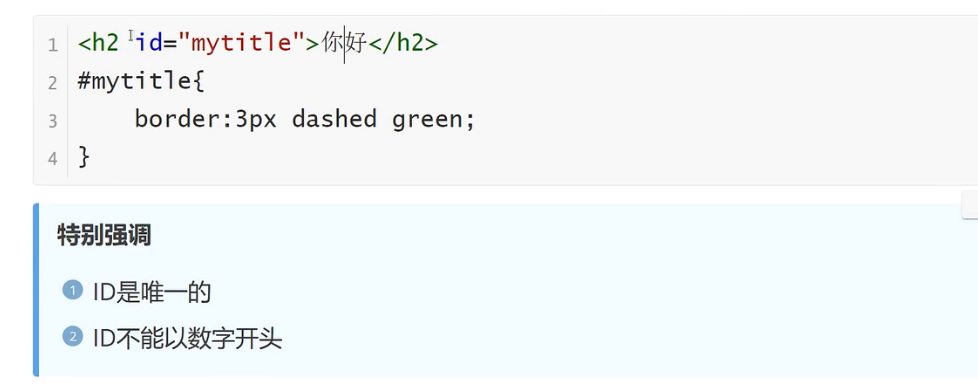 1 <h2 id="mytitle">你好</h2>
2 #mytitle{
3     border:3px dashed green;
4 }
特别强调
1 ID是唯一的
2 ID不能以数字开头